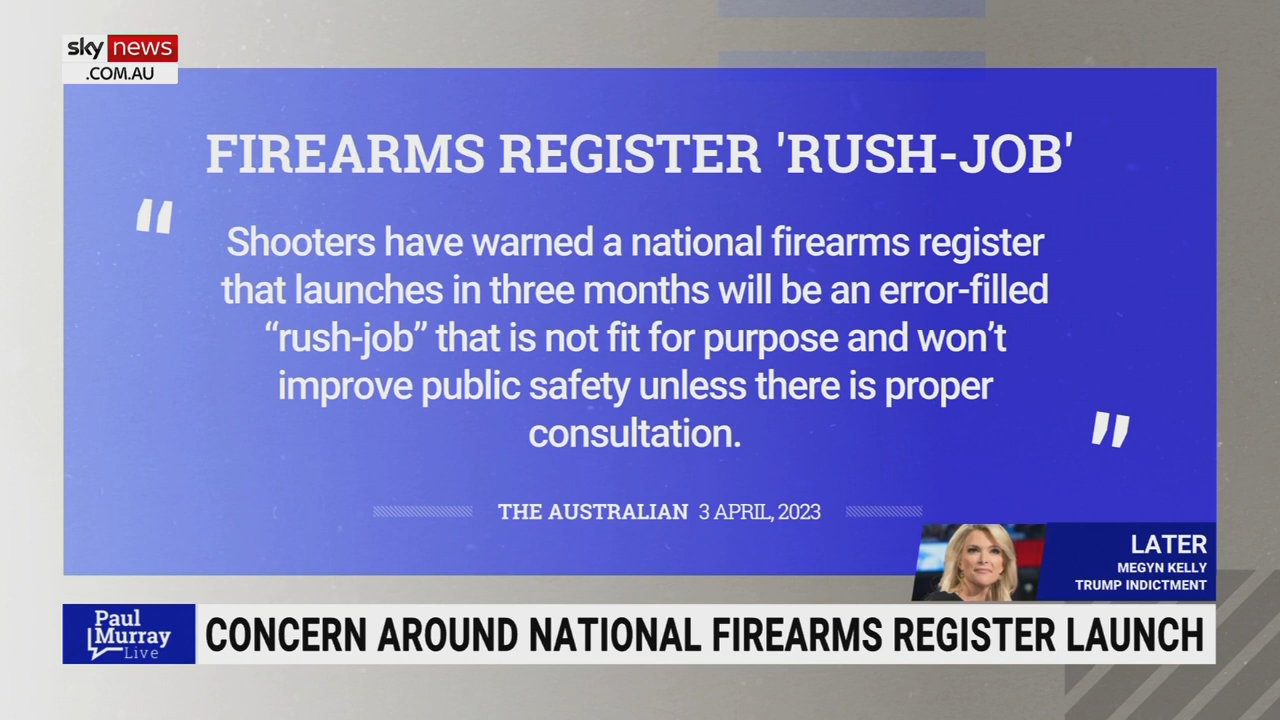 sky news
.COM.AU
FIREARMS REGISTER 'RUSH-JOB'
“
Shooters have warned a national firearms register
that launches in three months will be an error-filled
“rush-job” that is not fit for purpose and won’t
improve public safety unless there is proper
consultation.
”
THE AUSTRALIAN 3 APRIL, 2023
LATER
MEGYN KELLY
TRUMP INDICTMENT
Paul
Murray
Live
CONCERN AROUND NATIONAL FIREARMS REGISTER LAUNCH